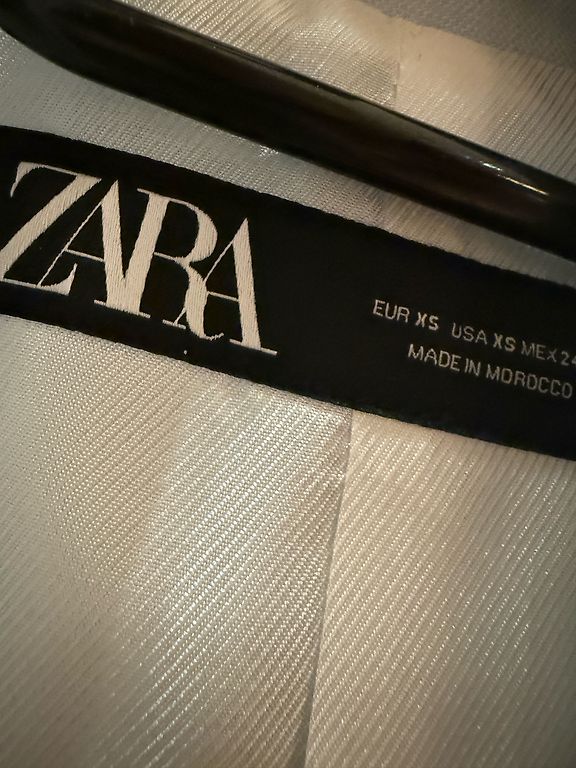 ZARA
EUR XS USA XS MEX 24
MADE IN MOROCCO